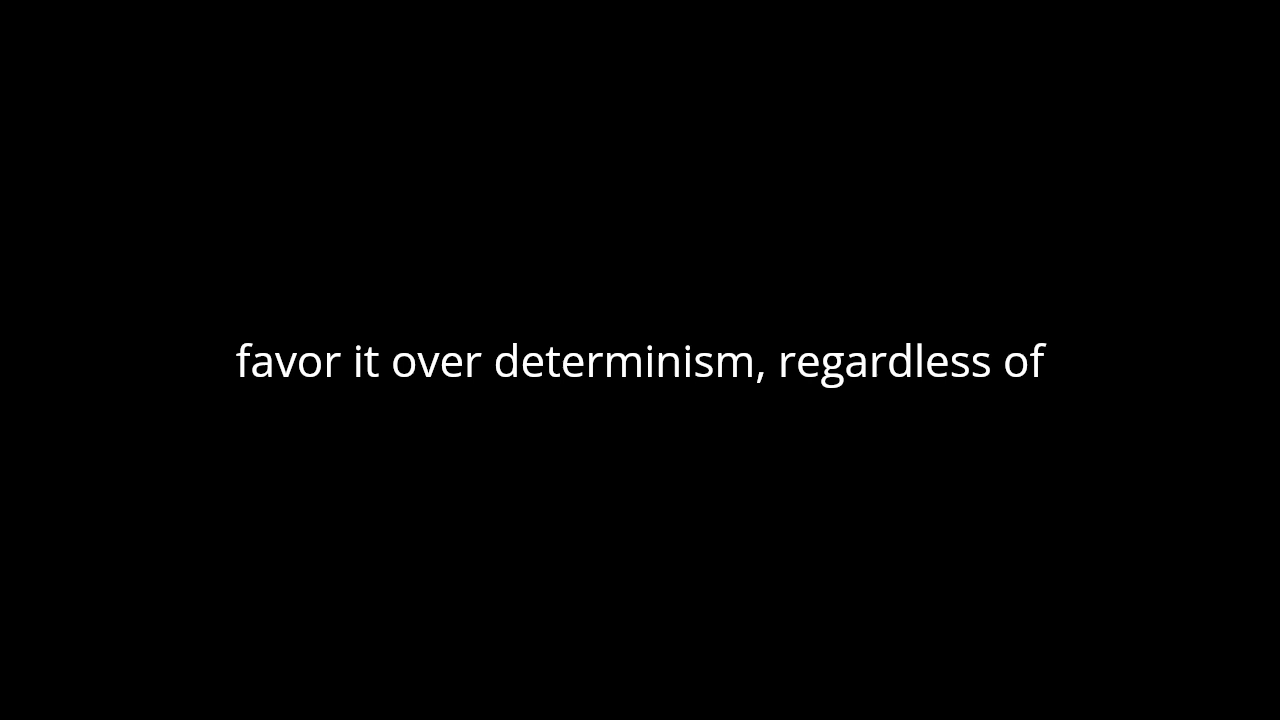 favor it over determinism, regardless of